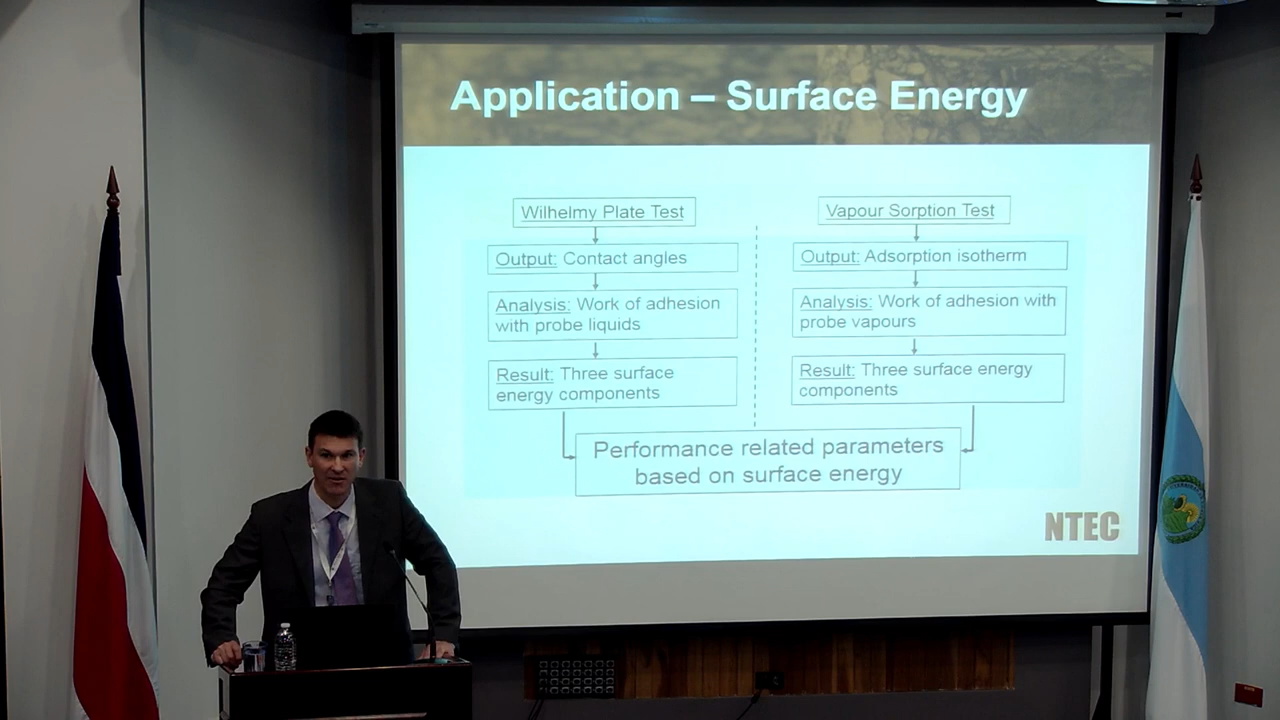 Application – Surface Energy
Wilhelmy Plate Test
Output: Contact angles
Analysis: Work of adhesion
with probe liquids
Result: Three surface
energy components
Vapour Sorption Test
Output: Adsorption isotherm
Analysis: Work of adhesion with
probe vapours
Result: Three surface energy
components
Performance related parameters
based on surface energy
NTEC